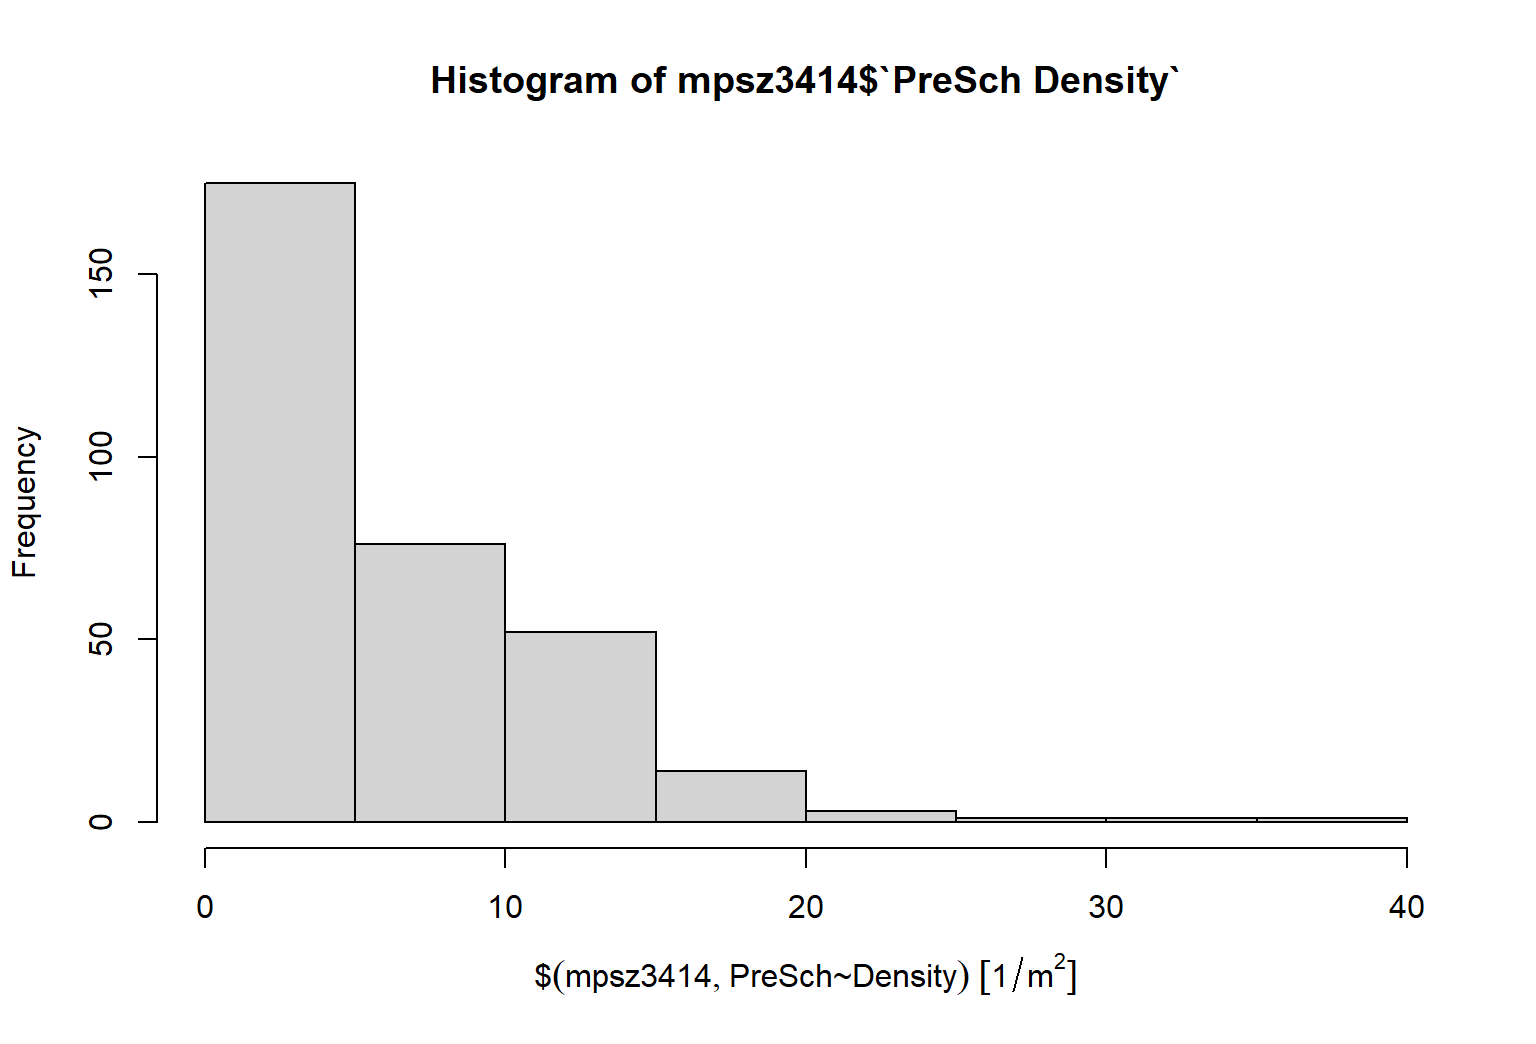 Histogram of mpsz3414$`PreSch Density`
Frequency
150
100
50
0
0 10 20 30 40
$(mpsz3414, PreSch~Density) [1/m²]